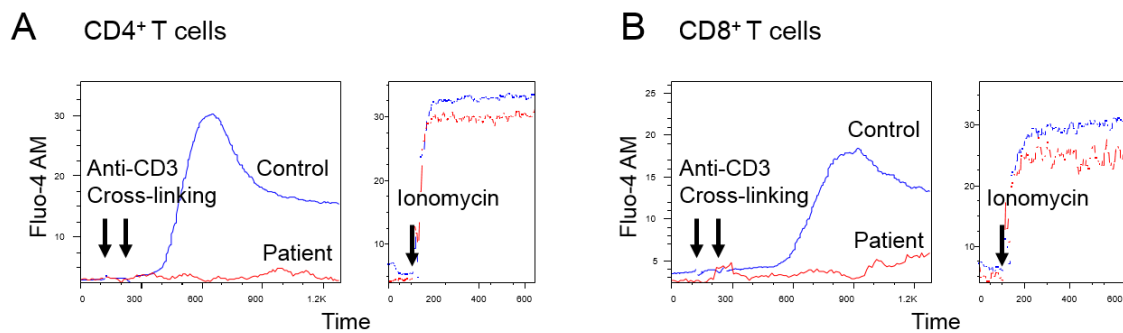 A CD4⁺ T cells
Fluo-4 AM
30
20
10
Anti-CD3
Cross-linking
Control
Patient
0 300 600 900 1.2K
30
20
10
Ionomycin
0 200 400 600
Time
B CD8⁺ T cells
Fluo-4 AM
25
20
15
10
5
Anti-CD3
Cross-linking
Control
Patient
0 300 600 900 1.2K
30
20
10
Ionomycin
0 200 400 600
Time